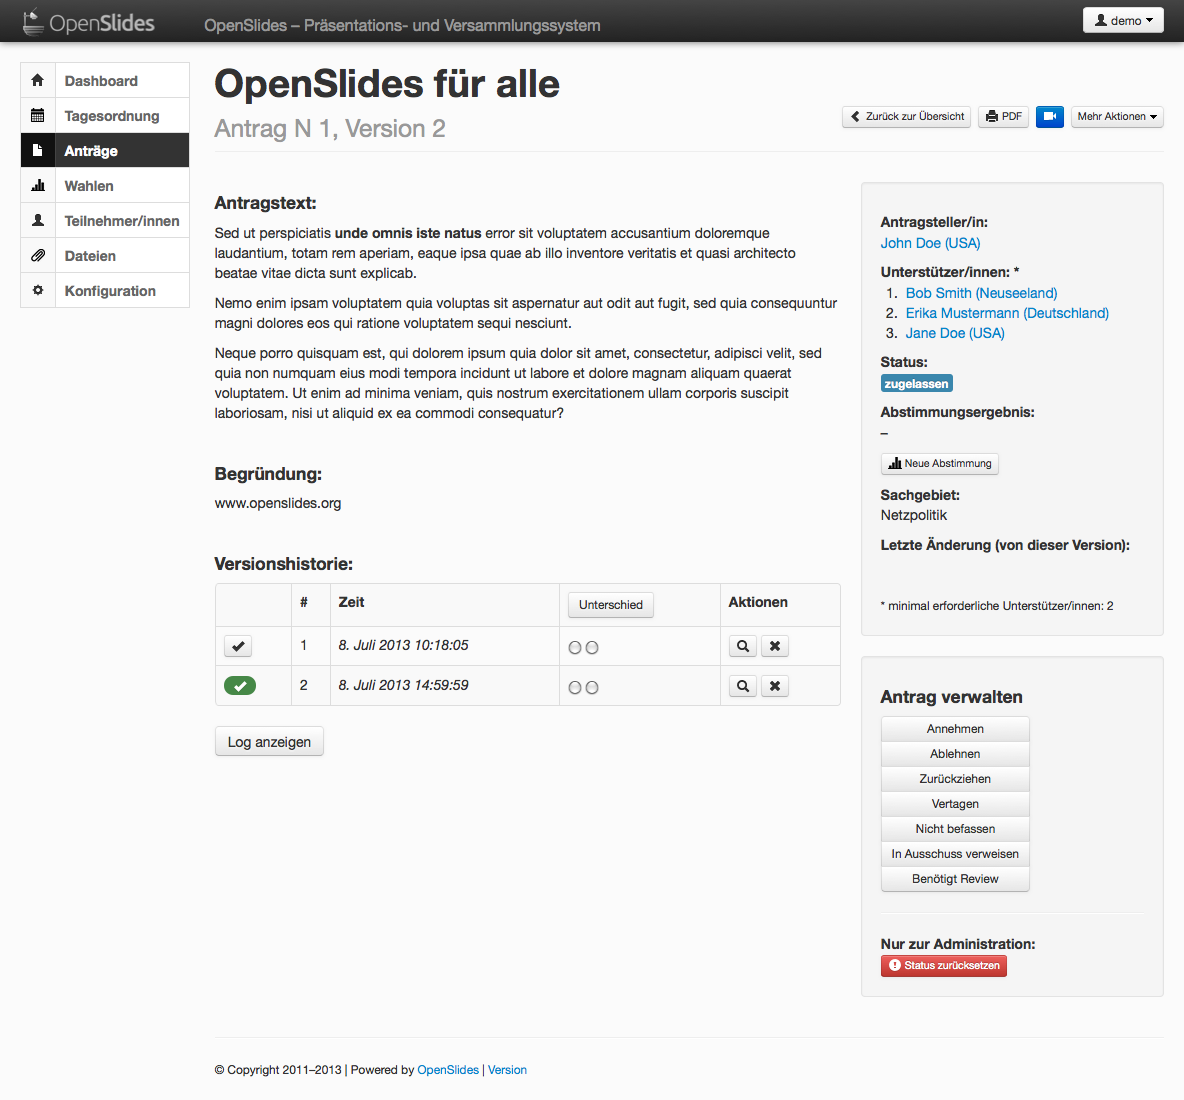 OpenSlides
OpenSlides – Präsentations- und Versammlungssystem
demo
Dashboard
Tagesordnung
Anträge
Wahlen
Teilnehmer/innen
Dateien
Konfiguration
OpenSlides für alle
Antrag N 1, Version 2
Zurück zur Übersicht
PDF
Mehr Aktionen
Antragstext:
Sed ut perspiciatis unde omnis iste natus error sit voluptatem accusantium doloremque
laudantium, totam rem aperiam, eaque ipsa quae ab illo inventore veritatis et quasi architecto
beatae vitae dicta sunt explicab.
Nemo enim ipsam voluptatem quia voluptas sit aspernatur aut odit aut fugit, sed quia consequuntur
magni dolores eos qui ratione voluptatem sequi nesciunt.
Neque porro quisquam est, qui dolorem ipsum quia dolor sit amet, consectetur, adipisci velit, sed
quia non numquam eius modi tempora incidunt ut labore et dolore magnam aliquam quaerat
voluptatem. Ut enim ad minima veniam, quis nostrum exercitationem ullam corporis suscipit
laboriosam, nisi ut aliquid ex ea commodi consequatur?
Begründung:
www.openslides.org
Versionshistorie:
# Zeit Unterschied Aktionen
1 8. Juli 2013 10:18:05
2 8. Juli 2013 14:59:59
Log anzeigen
Antragsteller/in:
John Doe (USA)
Unterstützer/innen: *
1. Bob Smith (Neuseeland)
2. Erika Mustermann (Deutschland)
3. Jane Doe (USA)
Status:
zugelassen
Abstimmungsergebnis:
–
Neue Abstimmung
Sachgebiet:
Netzpolitik
Letzte Änderung (von dieser Version):
* minimal erforderliche Unterstützer/innen: 2
Antrag verwalten
Annehmen
Ablehnen
Zurückziehen
Vertagen
Nicht befassen
In Ausschuss verweisen
Benötigt Review
Nur zur Administration:
Status zurücksetzen
© Copyright 2011–2013 | Powered by OpenSlides | Version